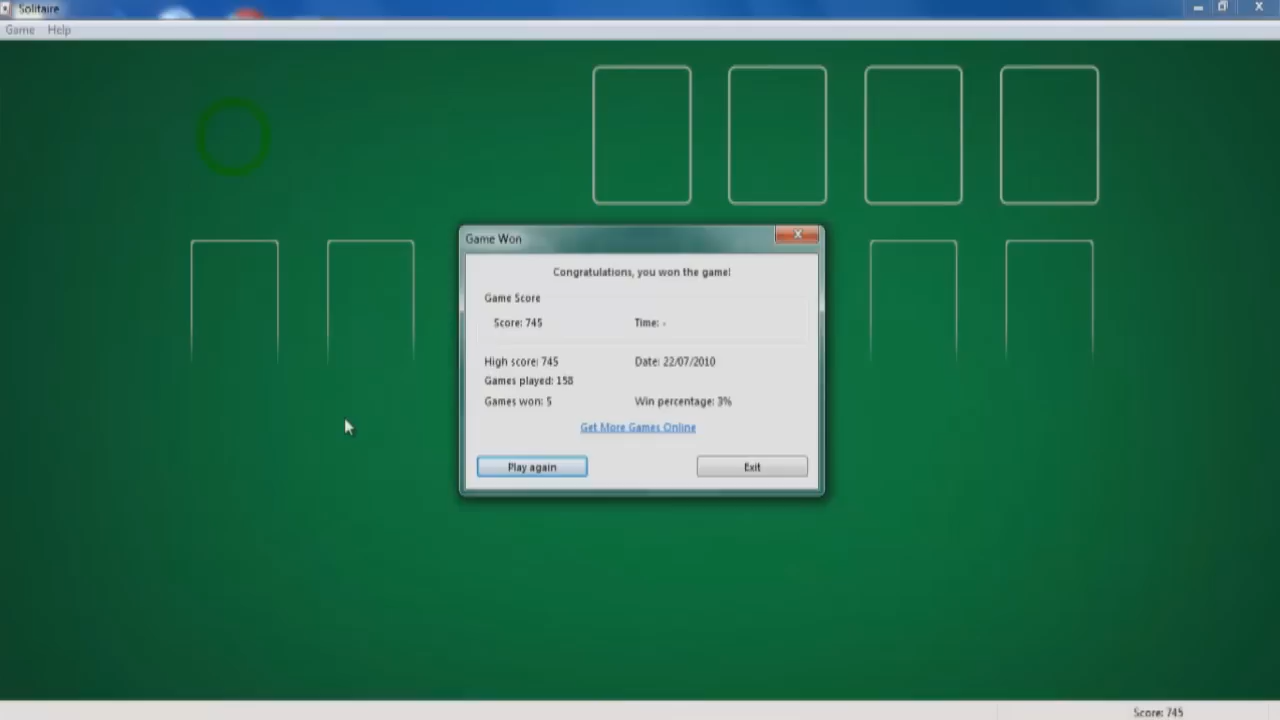 Solitaire
Game Help
Game Won
Congratulations, you won the game!
Game Score
Score: 745 Time: -
High score: 745 Date: 22/07/2010
Games played: 158
Games won: 5 Win percentage: 3%
Get More Games Online
Play again Exit
Score: 745